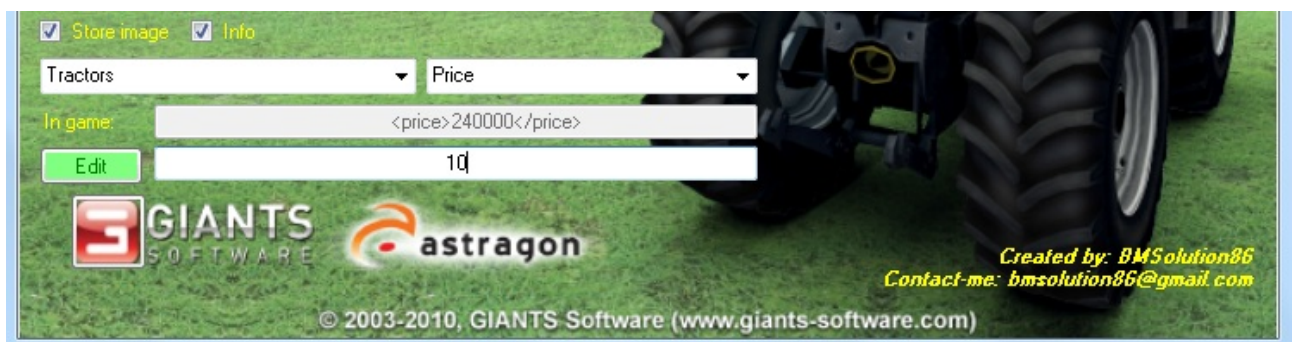 Store image Info
Tractors Price
In game: <price>240000</price>
Edit 10
GIANTS
SOFTWARE
astragon
Created by: BMSolution86
Contact-me: bmsolution86@gmail.com
© 2003-2010, GIANTS Software (www.giants-software.com)